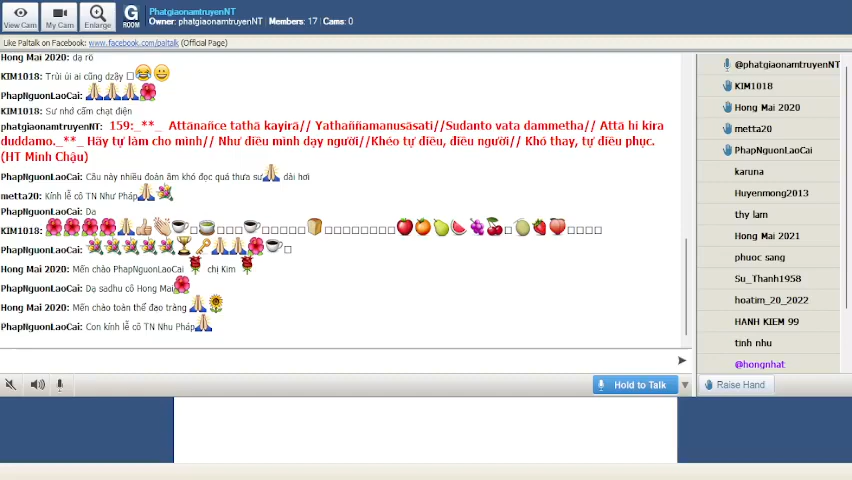 PhatgiaonamtruyenNT
Owner: phatgiaonamtruyenNT | Members: 17 | Cams: 0
View Cam
My Cam
Enlarge
G
ROOM
Like Paltalk on Facebook: www.facebook.com/paltalk (Official Page)
Hong Mai 2020: dạ rõ
KIM1018: Trùi ùi ai cũng dzậy
PhapNguonLaoCai:
KIM1018: Sư nhớ cấm chạt điện
phatgiaonamtruyenNT: 159:_**_ Attānañce tathā kayirā// Yathaññamanusāsati//Sudanto vata dammetha// Attā hi kira
duddamo._**_ Hãy tự làm cho mình// Như điều mình dạy người//Khéo tự điều, điều người// Khó thay, tự điều phục.
(HT Minh Châu)
PhapNguonLaoCai: Câu này nhiều đoản âm khó đọc quá thưa sư dài hơi
metta20: Kính lễ cô TN Như Pháp
PhapNguonLaoCai: Dạ
KIM1018:
PhapNguonLaoCai:
Hong Mai 2020: Mến chào PhapNguonLaoCai chị Kim
PhapNguonLaoCai: Dạ sadhu cô Hong Mai
Hong Mai 2020: Mến chào toàn thể đạo tràng
PhapNguonLaoCai: Con kính lễ cô TN Nhu Pháp
Hold to Talk
@phatgiaonamtruyenNT
KIM1018
Hong Mai 2020
metta20
PhapNguonLaoCai
karuna
Huyenmong2013
thy lam
Hong Mai 2021
phuoc sang
Su_Thanh1958
hoatim_20_2022
HANH KIEM 99
tinh nhu
@hongnhat
Raise Hand